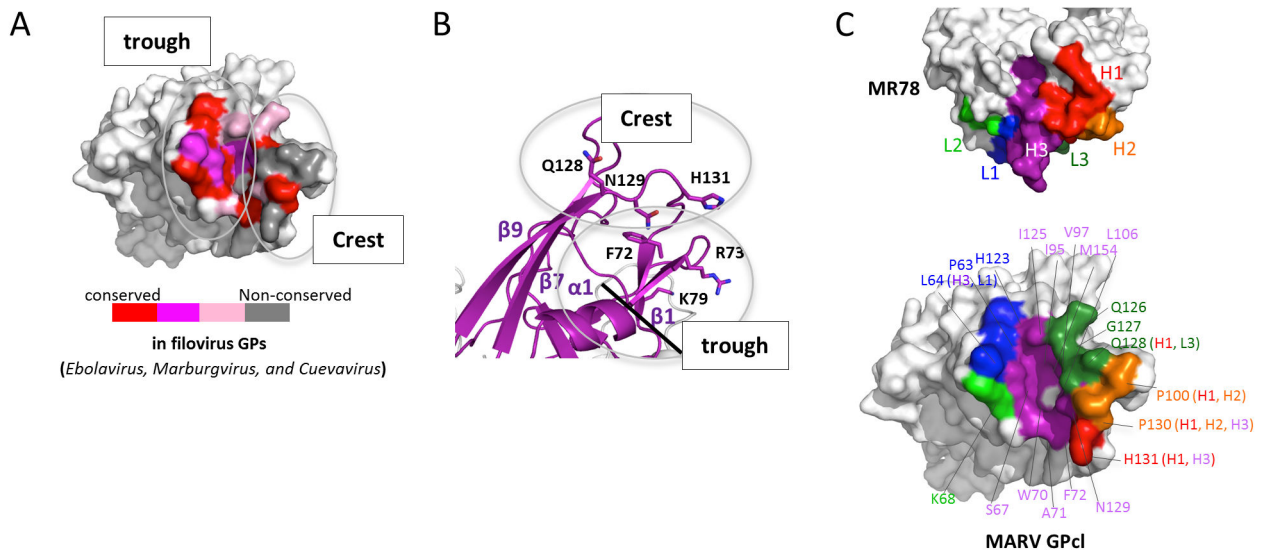 A
trough
Crest
conserved
Non-conserved
in filovirus GPs
(Ebolavirus, Marburgvirus, and Cuevavirus)
B
Crest
Q128
N129
H131
β9
F72
R73
β7
α1
K79
β1
trough
C
MR78
H1
L2
H3
L3
H2
L1
I125
V97
L106
I95
M154
P63
H123
L64 (H3, L1)
Q126
G127
Q128 (H1, L3)
P100 (H1, H2)
P130 (H1, H2, H3)
H131 (H1, H3)
K68
S67
W70
A71
F72
N129
MARV GPcl